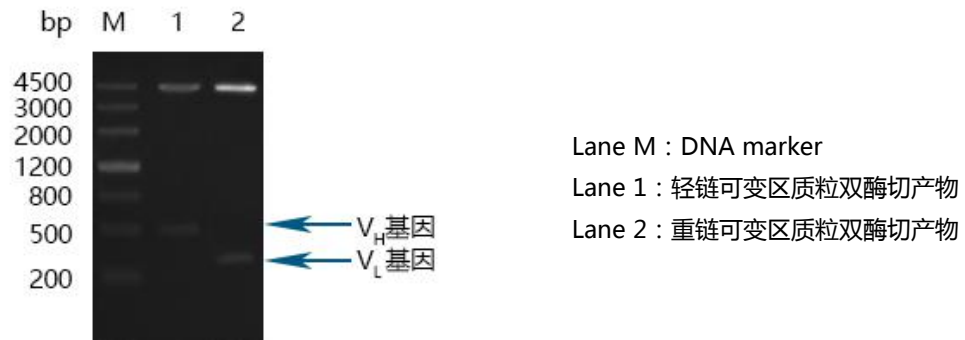 bp M 1 2
4500
3000
2000
1200
800
500
200
V_H基因
V_L基因
Lane M：DNA marker
Lane 1：轻链可变区质粒双酶切产物
Lane 2：重链可变区质粒双酶切产物